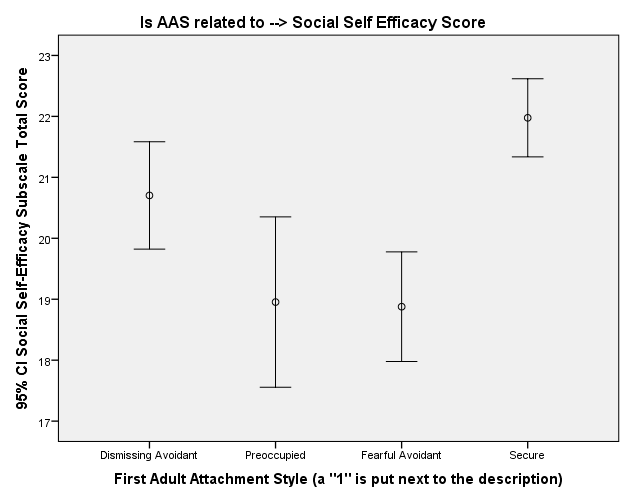 Is AAS related to --> Social Self Efficacy Score
95% CI Social Self-Efficacy Subscale Total Score
23
22
21
20
19
18
17
Dismissing Avoidant
Preoccupied
Fearful Avoidant
Secure
First Adult Attachment Style (a "1" is put next to the description)